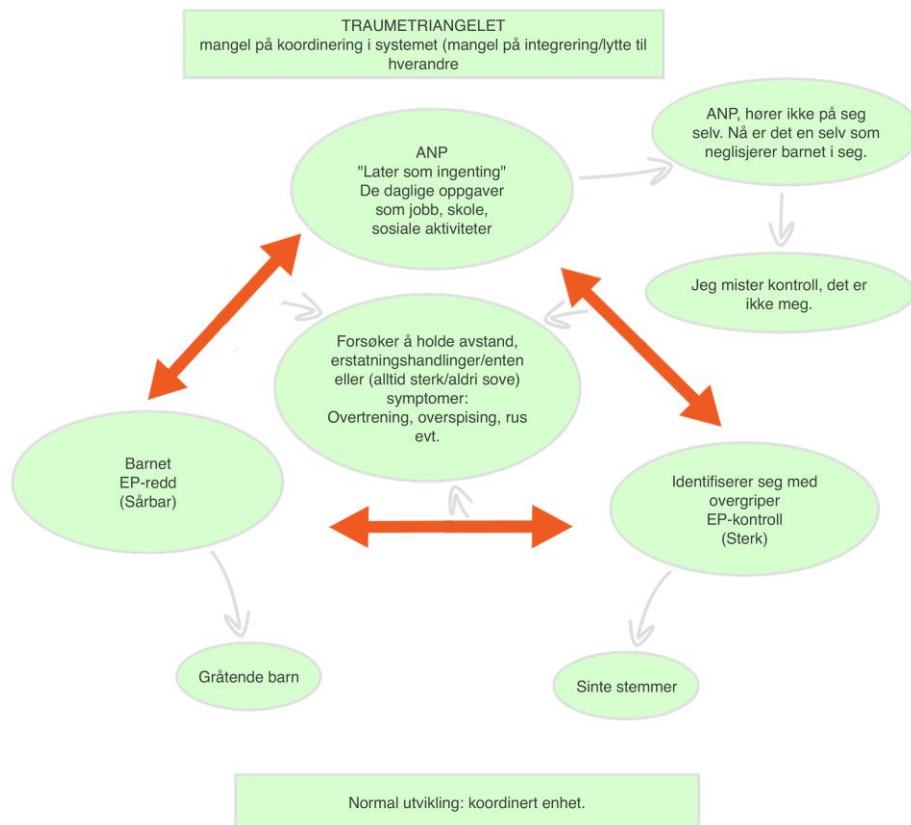 TRAUMETRIANGELET
mangel på koordinering i systemet (mangel på integrering/lytte til
hverandre
ANP
"Later som ingenting"
De daglige oppgaver
som jobb, skole,
sosiale aktiviteter
ANP, hører ikke på seg
selv. Nå er det en selv som
neglisjerer barnet i seg.
Jeg mister kontroll, det er
ikke meg.
Forsøker å holde avstand,
erstatningshandlinger/enten
eller (alltid sterk/aldri sove)
symptomer:
Overtrening, overspising, rus
evt.
Barnet
EP-redd
(Sårbar)
Identifiserer seg med
overgriper
EP-kontroll
(Sterk)
Gråtende barn
Sinte stemmer
Normal utvikling: koordinert enhet.